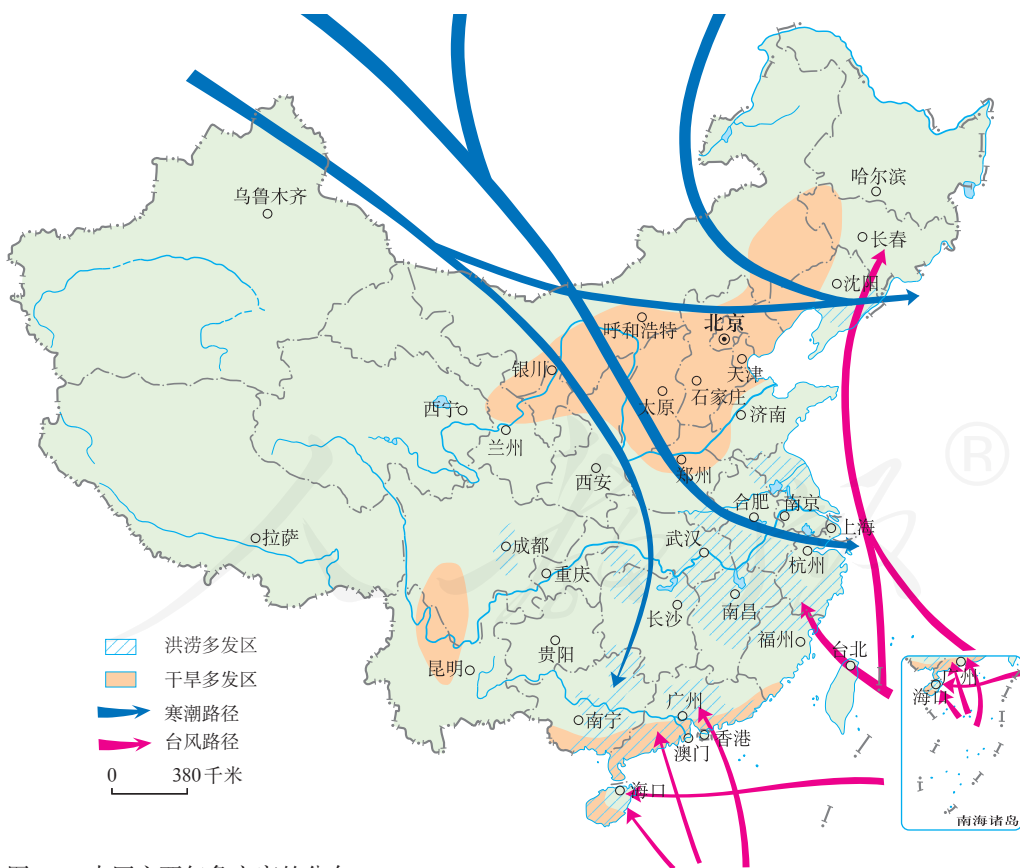 哈尔滨
乌鲁木齐
长春
沈阳
北京
呼和浩特
天津
银川
石家庄
太原
西宁
济南
兰州
郑州
西安
合肥
南京
上海
武汉
拉萨
成都
杭州
重庆
南昌
长沙
福州
台北
贵阳
昆明
广州
南宁
香港
澳门
海口
洪涝多发区
干旱多发区
寒潮路径
台风路径
0 380千米
广州
海口
南海诸岛